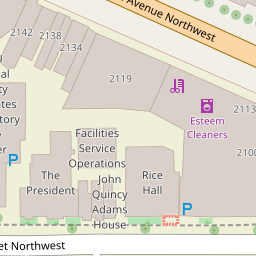 Avenue Northwest
2142
2138
2134
2119
2113
Esteem
Cleaners
2100
Facilities
Service
Operations
The
President
John
Quincy
Adams
House
Rice
Hall
P
P
et Northwest